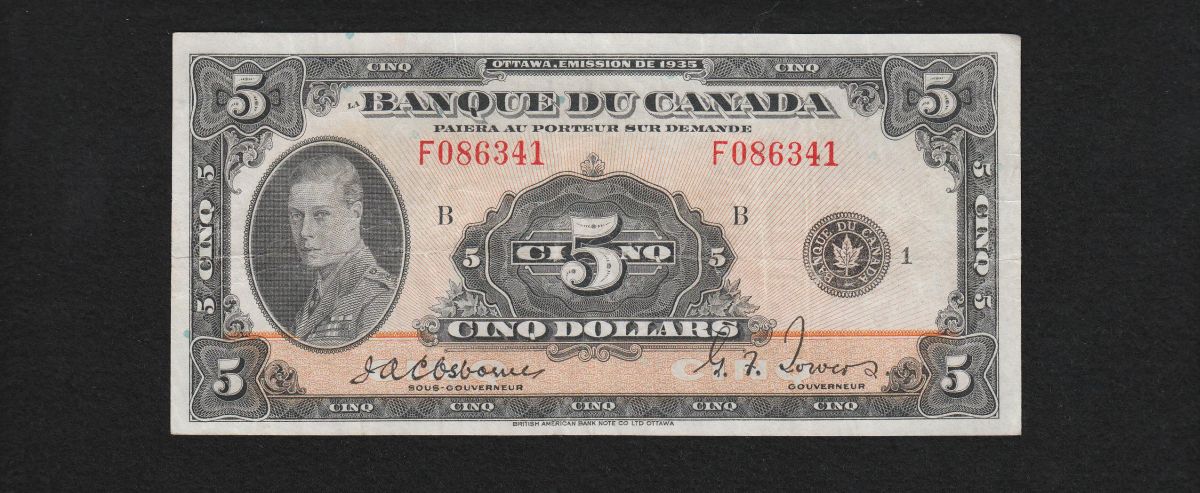 CINQ OTTAWA, EMISSION DE 1935 CINQ
5 LA BANQUE DU CANADA 5
PAIERA AU PORTEUR SUR DEMANDE
F086341 F086341
B B
5 CINQ 5
5 CINQ 5
5 5 CINQ 5
BANQUE DU CANADA
1
CINQ DOLLARS
J A C Osborne G. F. Towers
SOUS-GOUVERNEUR GOUVERNEUR
5 5
CINQ CINQ CINQ CINQ CINQ
BRITISH AMERICAN BANK NOTE CO LTD OTTAWA